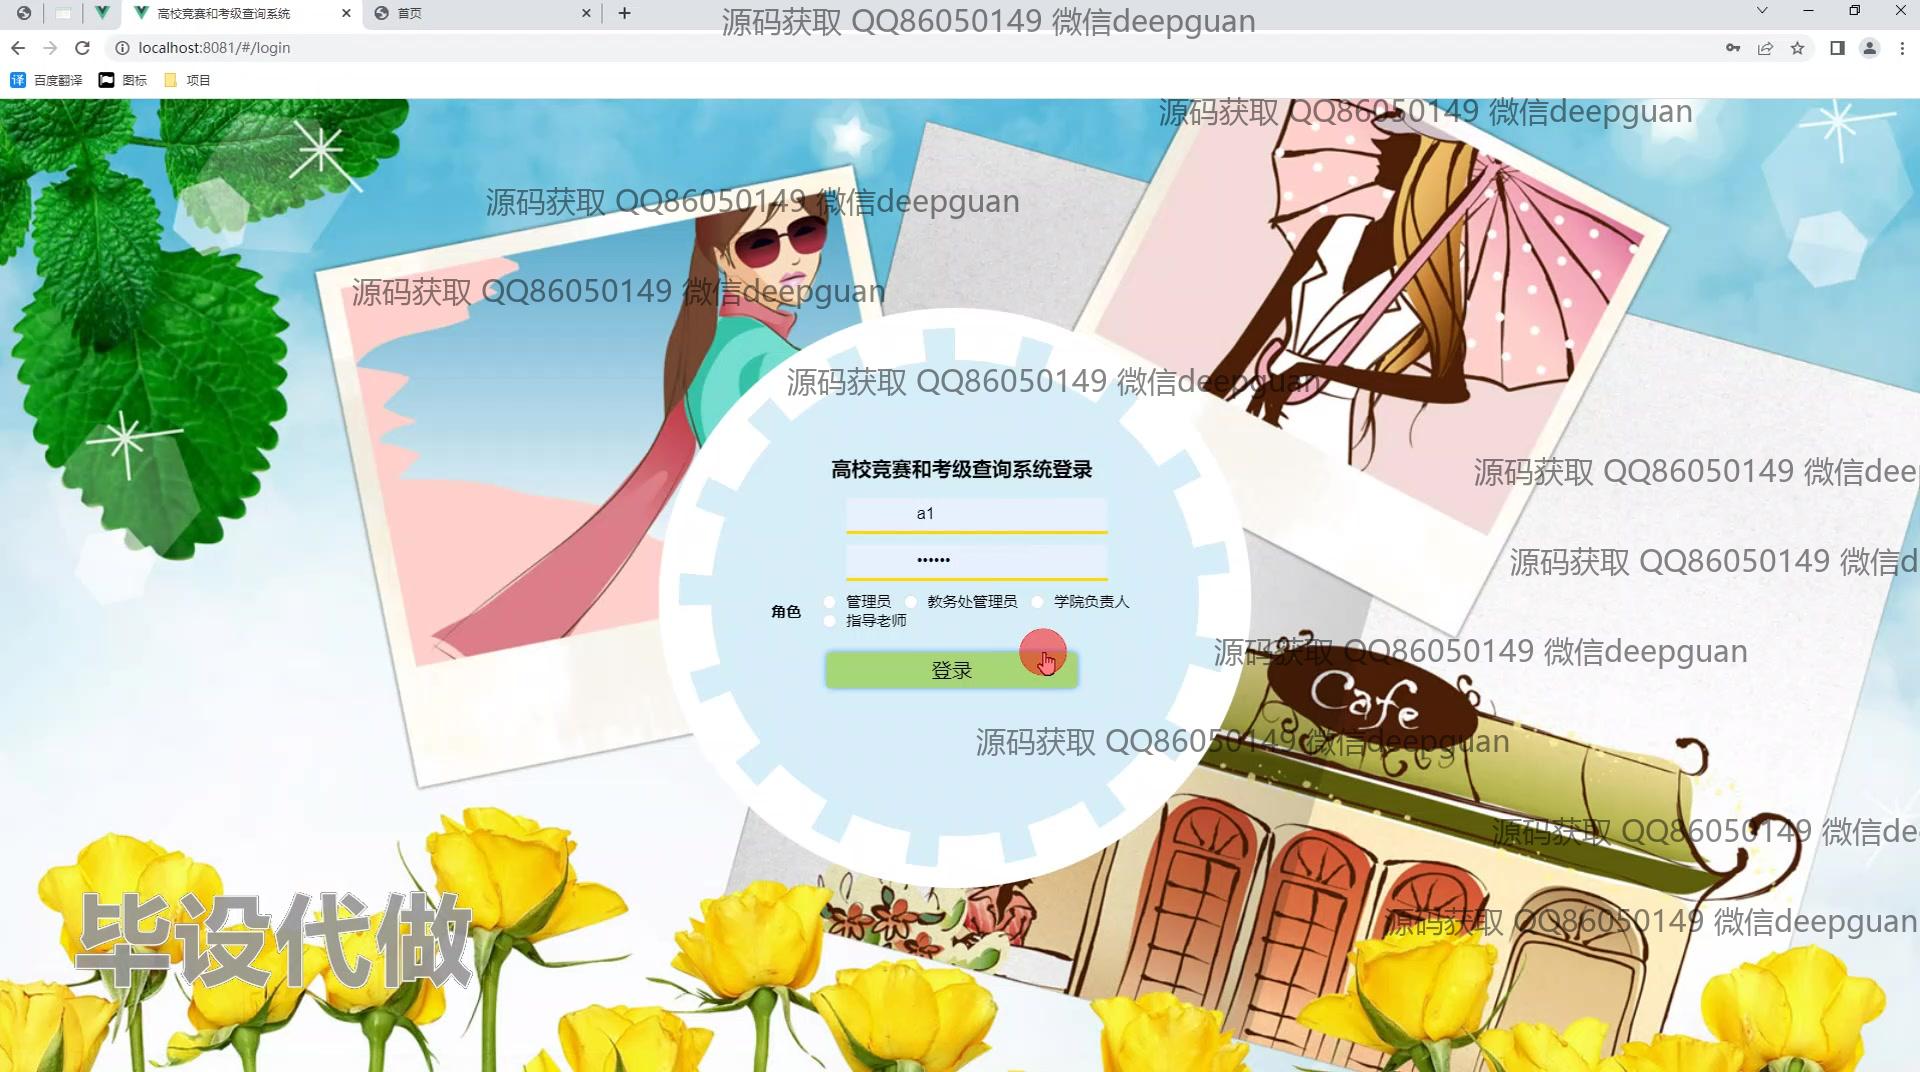 高校竞赛和考级查询系统
首页
源码获取 QQ86050149 微信deepguan
localhost:8081/#/login
百度翻译
图标
项目
源码获取 QQ86050149 微信deepguan
源码获取 QQ86050149 微信deepguan
源码获取 QQ86050149 微信deepguan
源码获取 QQ86050149 微信deepguan
高校竞赛和考级查询系统登录
源码获取 QQ86050149 微信deep
a1
••••••
源码获取 QQ86050149 微信d
角色
管理员
教务处管理员
学院负责人
指导老师
源码获取 QQ86050149 微信deepguan
登录
Cafe
源码获取 QQ86050149 微信deepguan
源码获取 QQ86050149 微信de
源码获取 QQ86050149 微信deepguan
毕设代做